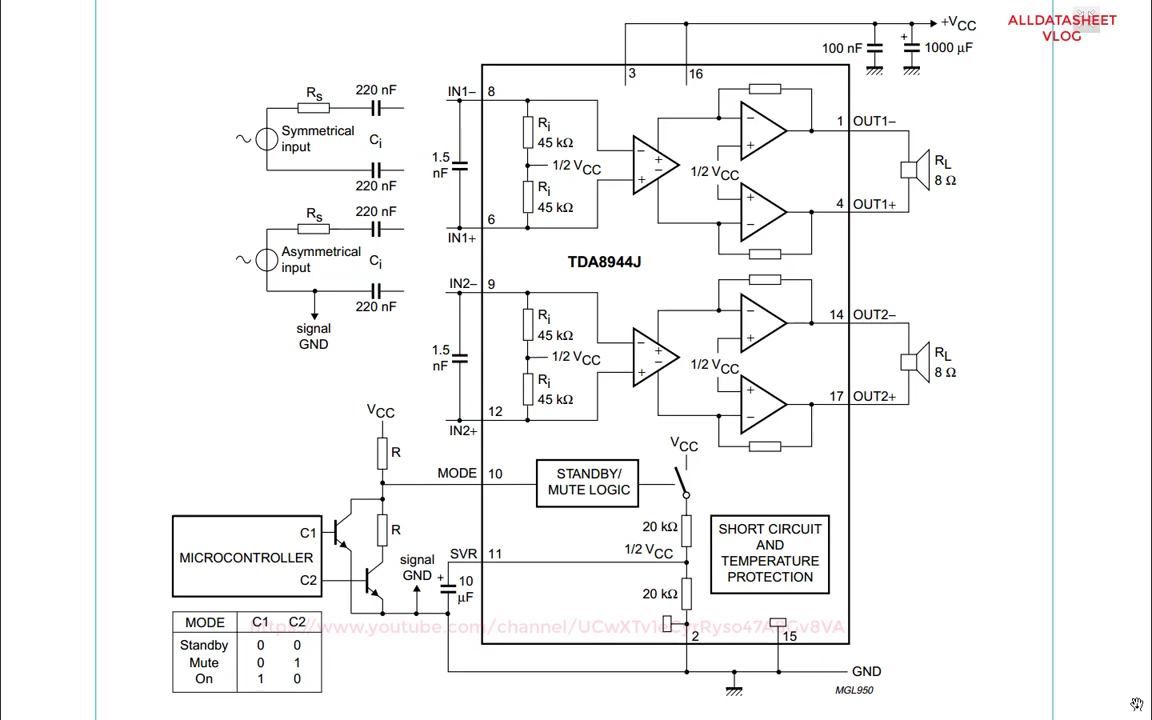 ALLDATASHEET
VLOG
+VCC
100 nF
+
1000 µF
3
16
220 nF
RS
Symmetrical
input
Ci
220 nF
IN1−
8
1.5
nF
Ri
45 kΩ
1/2 VCC
Ri
45 kΩ
6
IN1+
−
+
+
−
−
+
1/2 VCC
+
−
1
OUT1−
RL
8 Ω
4
OUT1+
220 nF
RS
Asymmetrical
input
Ci
220 nF
signal
GND
TDA8944J
IN2−
9
1.5
nF
Ri
45 kΩ
1/2 VCC
Ri
45 kΩ
12
IN2+
−
+
+
−
−
+
1/2 VCC
+
−
14
OUT2−
RL
8 Ω
17
OUT2+
VCC
R
MODE
10
STANDBY/
MUTE LOGIC
VCC
R
20 kΩ
1/2 VCC
SVR
11
20 kΩ
SHORT CIRCUIT
AND
TEMPERATURE
PROTECTION
MICROCONTROLLER
C1
C2
signal
GND
+
10
µF
2
15
GND
MGL950
MODE C1 C2
Standby 0 0
Mute 0 1
On 1 0